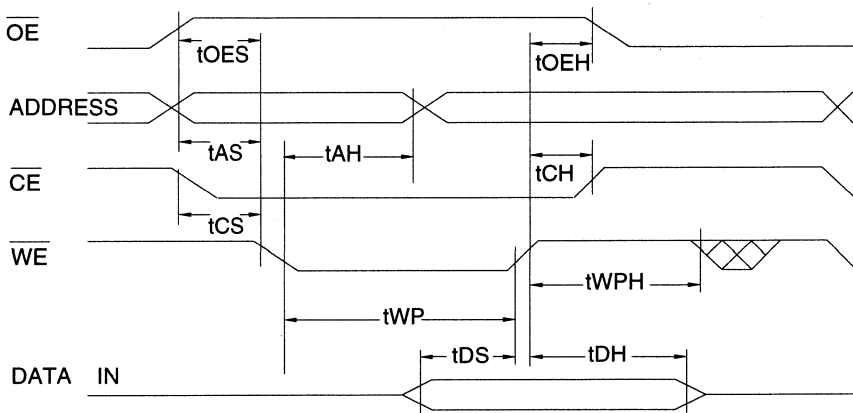 OE
tOES
tOEH
ADDRESS
tAS
tAH
CE
tCH
tCS
WE
tWPH
tWP
tDS
tDH
DATA IN